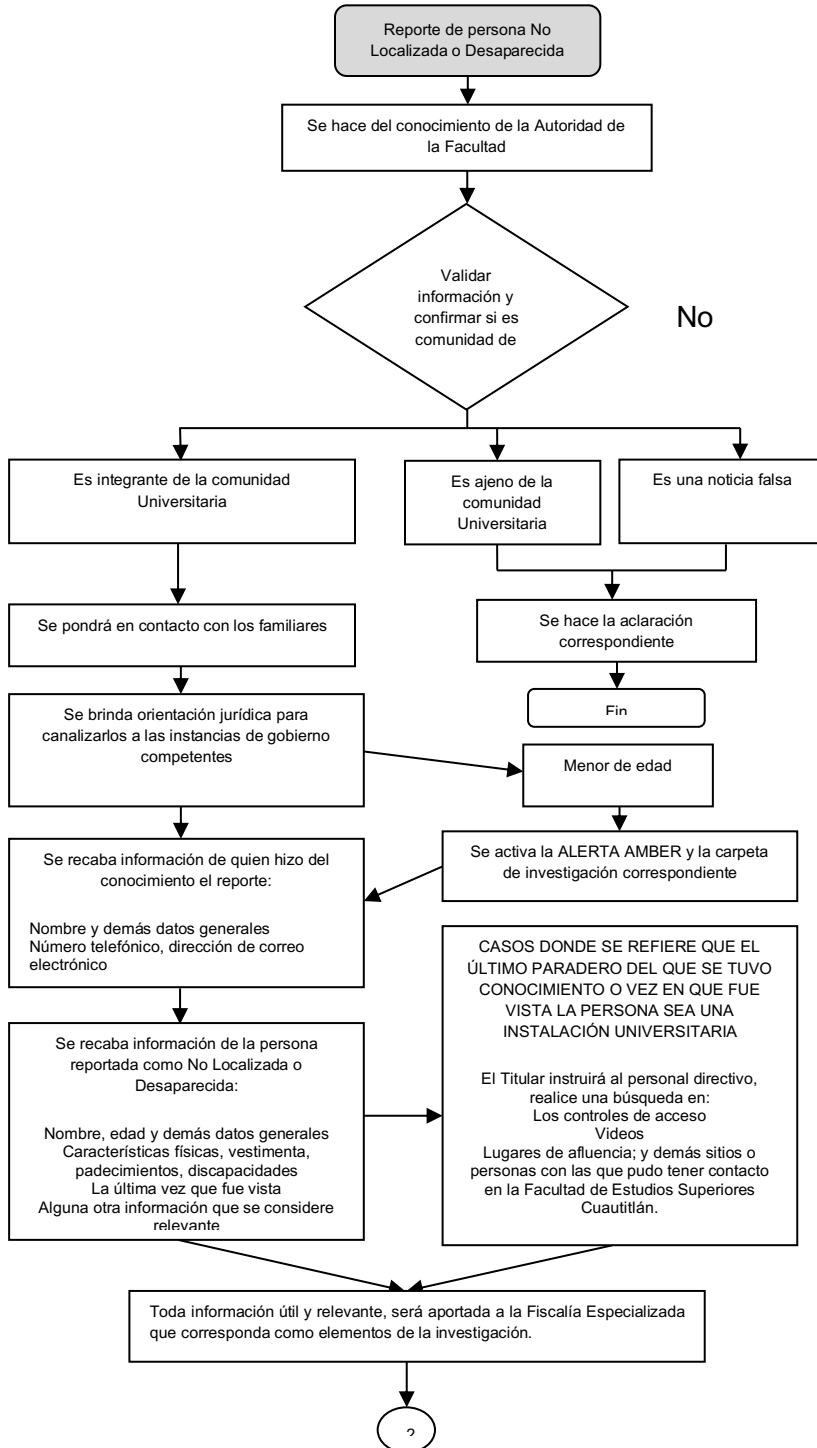 Reporte de persona No
Localizada o Desaparecida
Se hace del conocimiento de la Autoridad de
la Facultad
Validar
información y
confirmar si es
comunidad de
No
Es integrante de la comunidad
Universitaria
Es ajeno de la
comunidad
Universitaria
Es una noticia falsa
Se pondrá en contacto con los familiares
Se hace la aclaración
correspondiente
Fin
Se brinda orientación jurídica para
canalizarlos a las instancias de gobierno
competentes
Menor de edad
Se activa la ALERTA AMBER y la carpeta
de investigación correspondiente
Se recaba información de quien hizo del
conocimiento el reporte:
Nombre y demás datos generales
Número telefónico, dirección de correo
electrónico
Se recaba información de la persona
reportada como No Localizada o
Desaparecida:
Nombre, edad y demás datos generales
Características físicas, vestimenta,
padecimientos, discapacidades
La última vez que fue vista
Alguna otra información que se considere
relevante
CASOS DONDE SE REFIERE QUE EL
ÚLTIMO PARADERO DEL QUE SE TUVO
CONOCIMIENTO O VEZ EN QUE FUE
VISTA LA PERSONA SEA UNA
INSTALACIÓN UNIVERSITARIA
El Titular instruirá al personal directivo,
realice una búsqueda en:
Los controles de acceso
Videos
Lugares de afluencia; y demás sitios o
personas con las que pudo tener contacto
en la Facultad de Estudios Superiores
Cuautitlán.
Toda información útil y relevante, será aportada a la Fiscalía Especializada
que corresponda como elementos de la investigación.
2